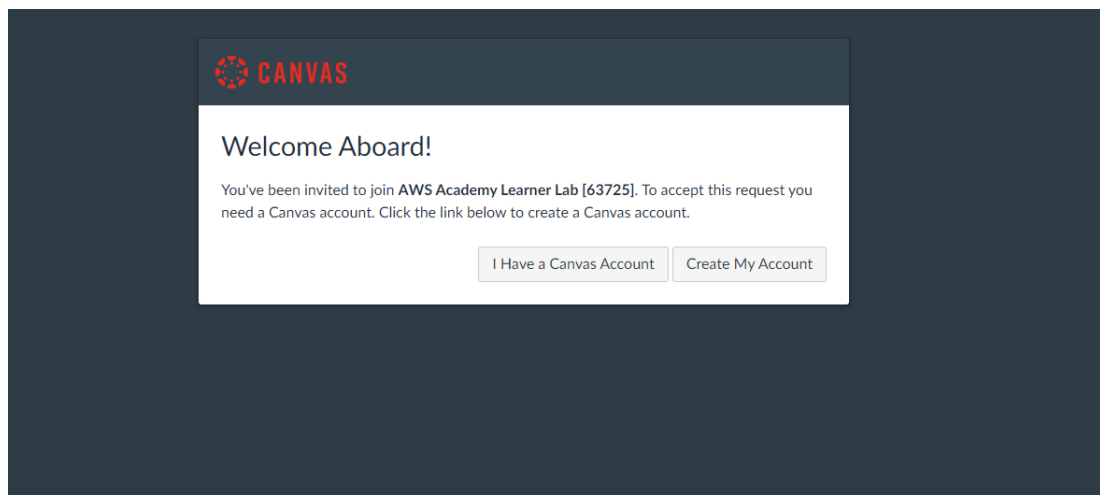 CANVAS
Welcome Aboard!
You've been invited to join AWS Academy Learner Lab [63725]. To accept this request you
need a Canvas account. Click the link below to create a Canvas account.
I Have a Canvas Account Create My Account